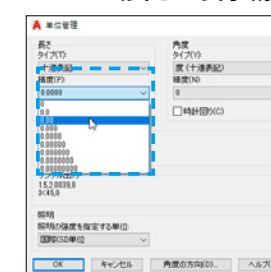 単位管理
長さ
タイプ(T):
十進表記
精度(P):
0.0000
0
0.0
0.00
0.000
0.0000
0.00000
0.000000
0.0000000
0.00000000
角度
タイプ(Y):
度 (十進表記)
精度(N):
0
時計回り(C)
1.5,2.0039,0
3<45,0
照明
照明の強度を指定する単位:
国際(SI)単位
OK
キャンセル
角度の方向(D)...
ヘルプ(